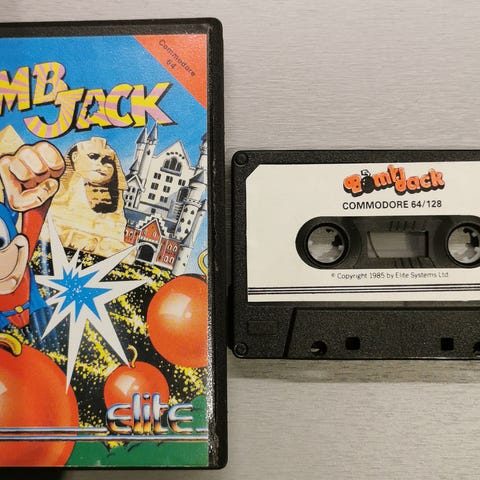 Commodore
64
MB JACK
elite
Bomb Jack
COMMODORE 64/128
© Copyright 1985 by Elite Systems Ltd